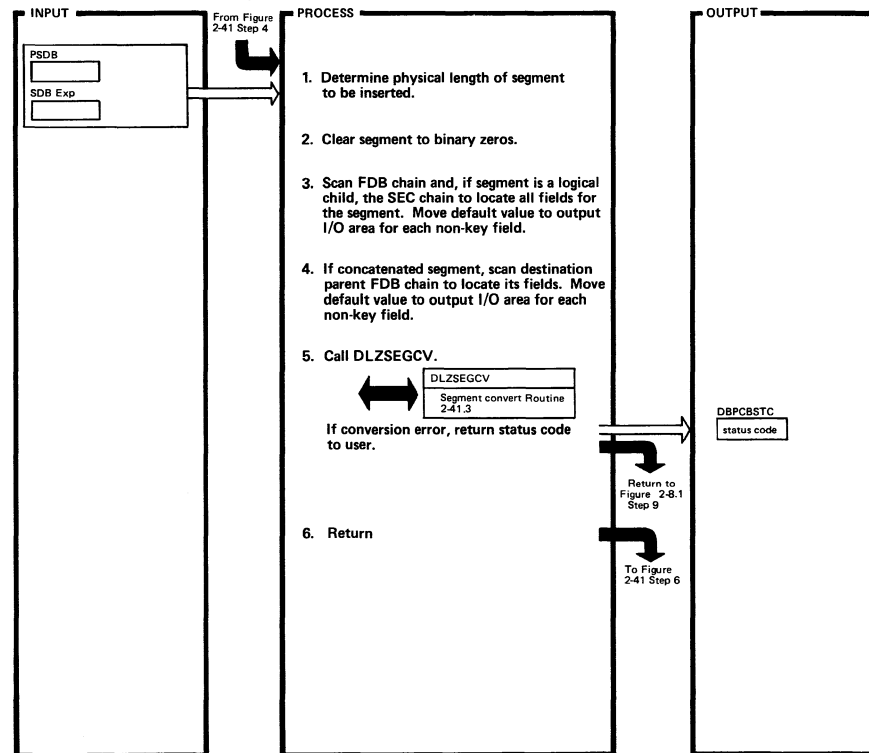 INPUT
From Figure
2-41 Step 4
PROCESS
OUTPUT
PSDB
SDB Exp
1. Determine physical length of segment
to be inserted.
2. Clear segment to binary zeros.
3. Scan FDB chain and, if segment is a logical
child, the SEC chain to locate all fields for
the segment. Move default value to output
I/O area for each non-key field.
4. If concatenated segment, scan destination
parent FDB chain to locate its fields. Move
default value to output I/O area for each
non-key field.
5. Call DLZSEGCV.
DLZSEGCV
Segment convert Routine
2-41.3
If conversion error, return status code
to user.
DBPCBSTC
status code
Return to
Figure 2-8.1
Step 9
6. Return
To Figure
2-41 Step 6